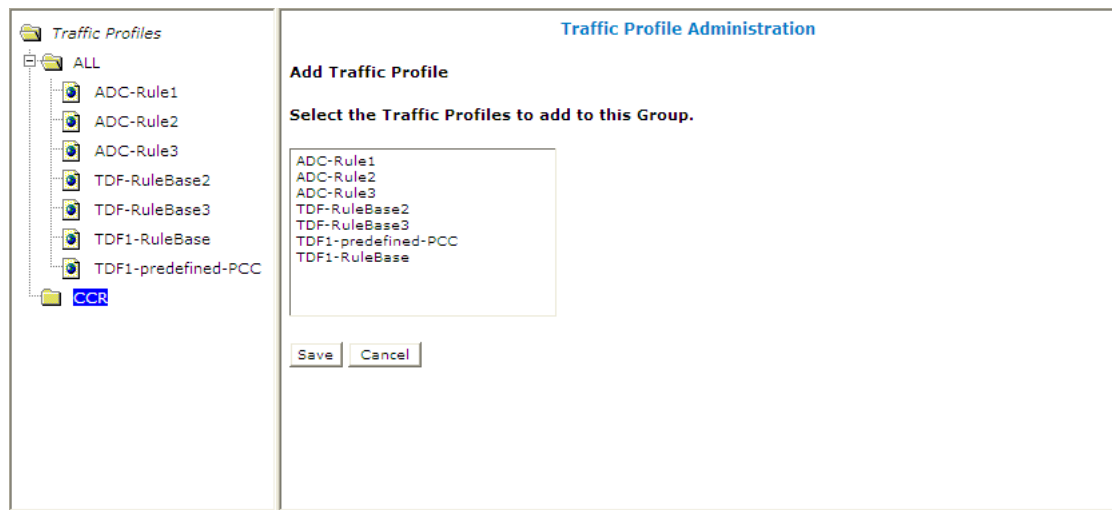 Traffic Profiles
ALL
ADC-Rule1
ADC-Rule2
ADC-Rule3
TDF-RuleBase2
TDF-RuleBase3
TDF1-RuleBase
TDF1-predefined-PCC
CCR
Traffic Profile Administration
Add Traffic Profile
Select the Traffic Profiles to add to this Group.
ADC-Rule1
ADC-Rule2
ADC-Rule3
TDF-RuleBase2
TDF-RuleBase3
TDF1-predefined-PCC
TDF1-RuleBase
Save Cancel